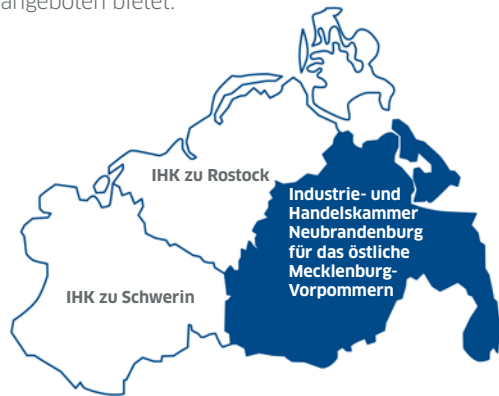 angeboten bietet.
IHK zu Rostock
Industrie- und
Handelskammer
Neubrandenburg
für das östliche
Mecklenburg-
Vorpommern
IHK zu Schwerin